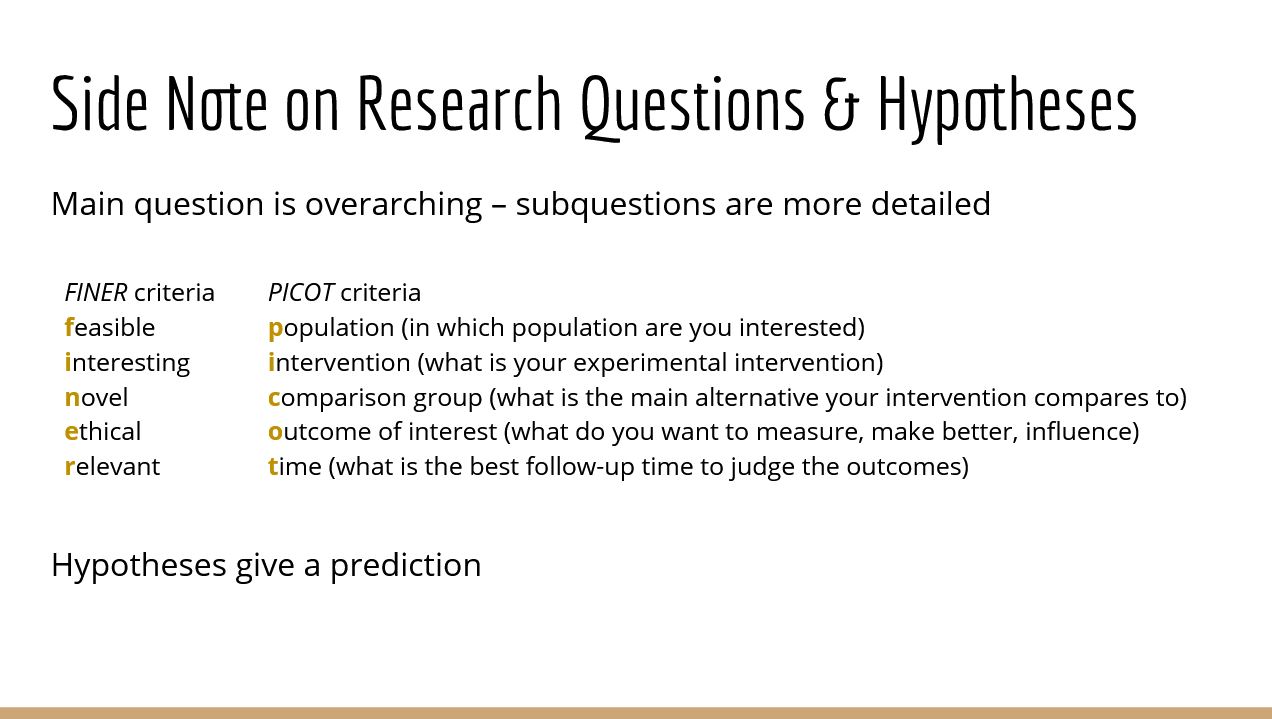 Side Note on Research Questions & Hypotheses
Main question is overarching – subquestions are more detailed
FINER criteria
feasible
interesting
novel
ethical
relevant
PICOT criteria
population (in which population are you interested)
intervention (what is your experimental intervention)
comparison group (what is the main alternative your intervention compares to)
outcome of interest (what do you want to measure, make better, influence)
time (what is the best follow-up time to judge the outcomes)
Hypotheses give a prediction